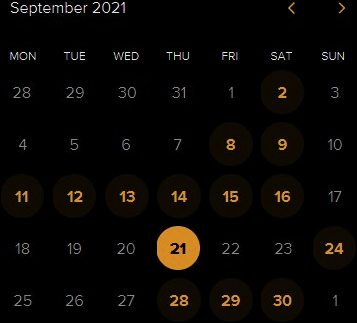 September 2021
MON TUE WED THU FRI SAT SUN
28 29 30 31 1 2 3
4 5 6 7 8 9 10
11 12 13 14 15 16 17
18 19 20 21 22 23 24
25 26 27 28 29 30 1